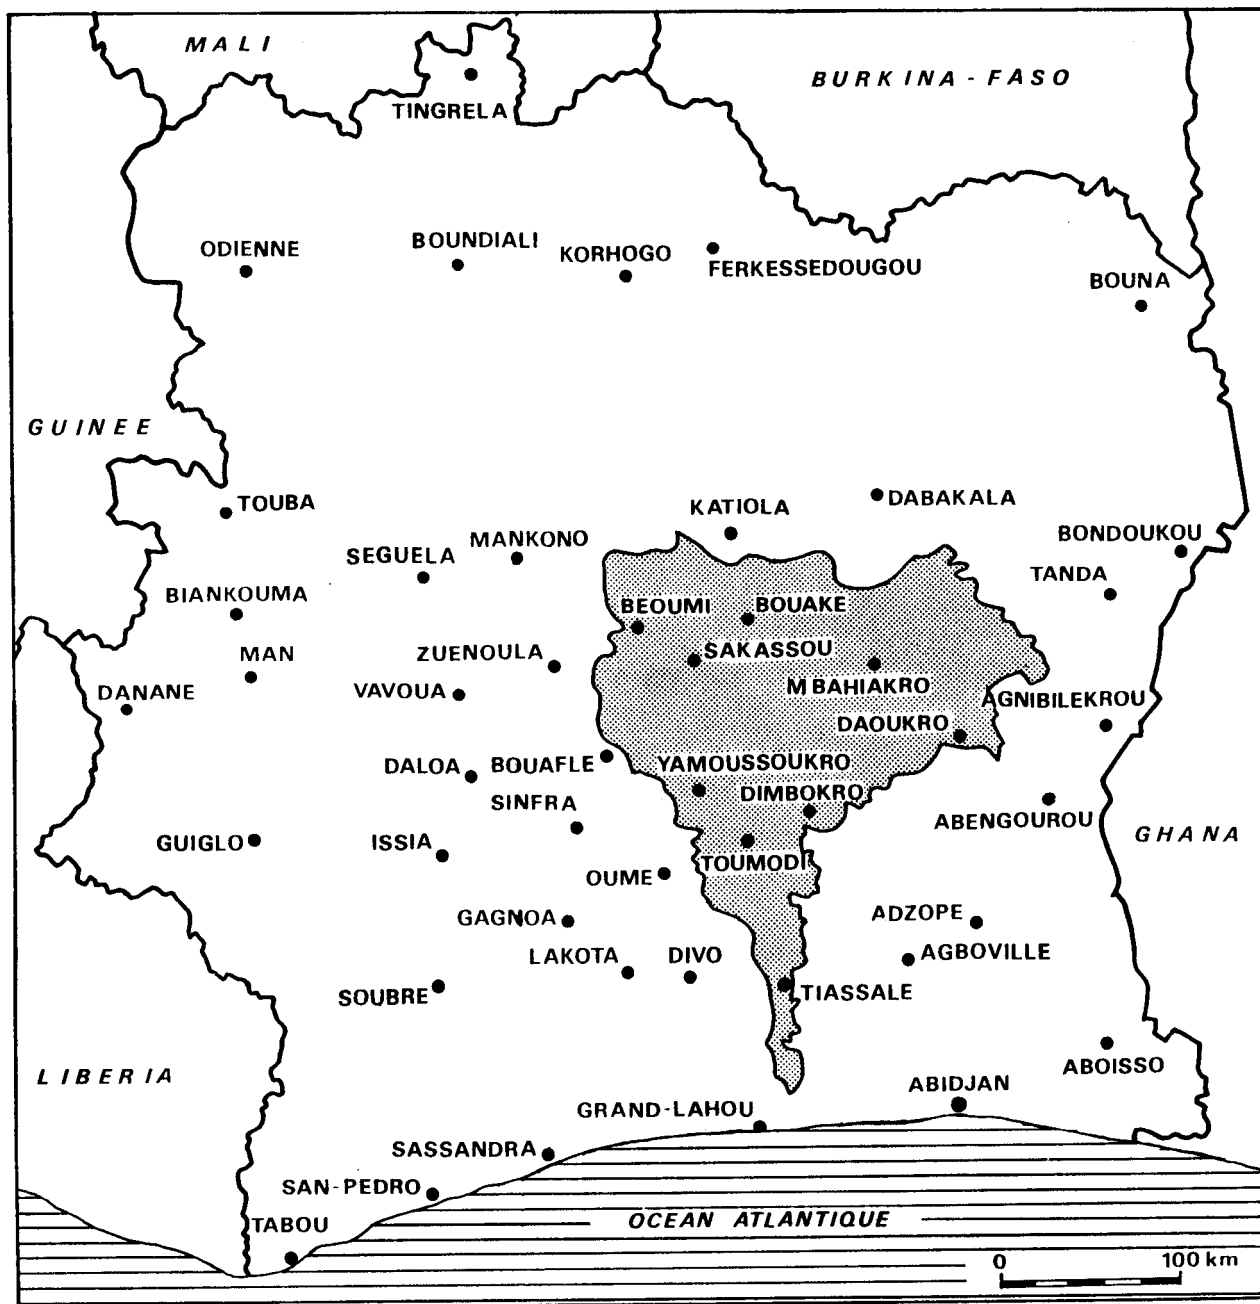 MALI
BURKINA-FASO
TINGRELA
ODIENNE
BOUNDIALI
KORHOGO
FERKESSEDOUGOU
BOUNA
GUINEE
TOUBA
KATIOLA
DABAKALA
BONDOUKOU
SEGUELA
MANKONO
TANDA
BIANKOUMA
BEOUMI
BOUAKE
MAN
ZUENOULA
SAKASSOU
DANANE
VAVOUA
MBAHIAKRO
AGNIBILEKROU
DAOUKRO
DALOA
BOUAFLE
YAMOUSSOUKRO
SINFRA
DIMBOKRO
ABENGOUROU
GHANA
GUIGLO
ISSIA
TOUMODI
OUME
GAGNOA
ADZOPE
LAKOTA
DIVO
AGBOVILLE
SOUBRE
TIASSALE
LIBERIA
ABOISSO
ABIDJAN
GRAND-LAHOU
SASSANDRA
SAN-PEDRO
TABOU
OCEAN ATLANTIQUE
0 100 km